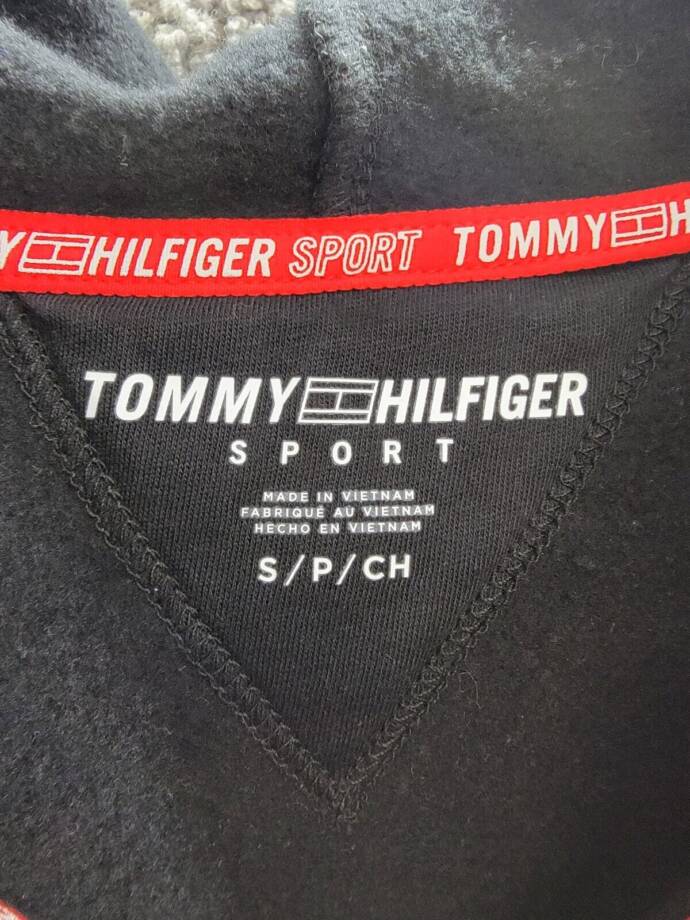 Y HILFIGER SPORT TOMMY H
TOMMY HILFIGER
SPORT
MADE IN VIETNAM
FABRIQUÉ AU VIETNAM
HECHO EN VIETNAM
S/P/CH